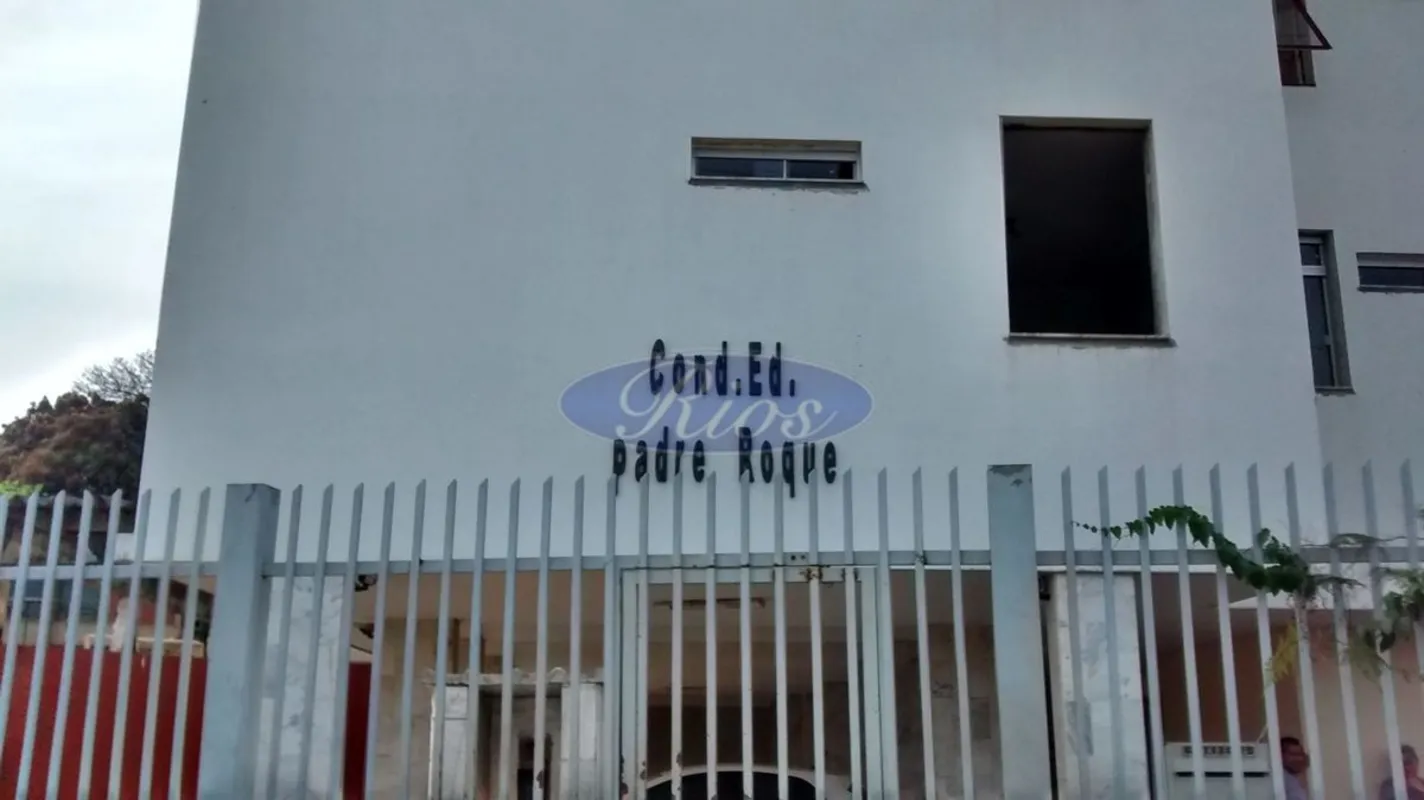 Cond.Ed.
Rios
padre Roque